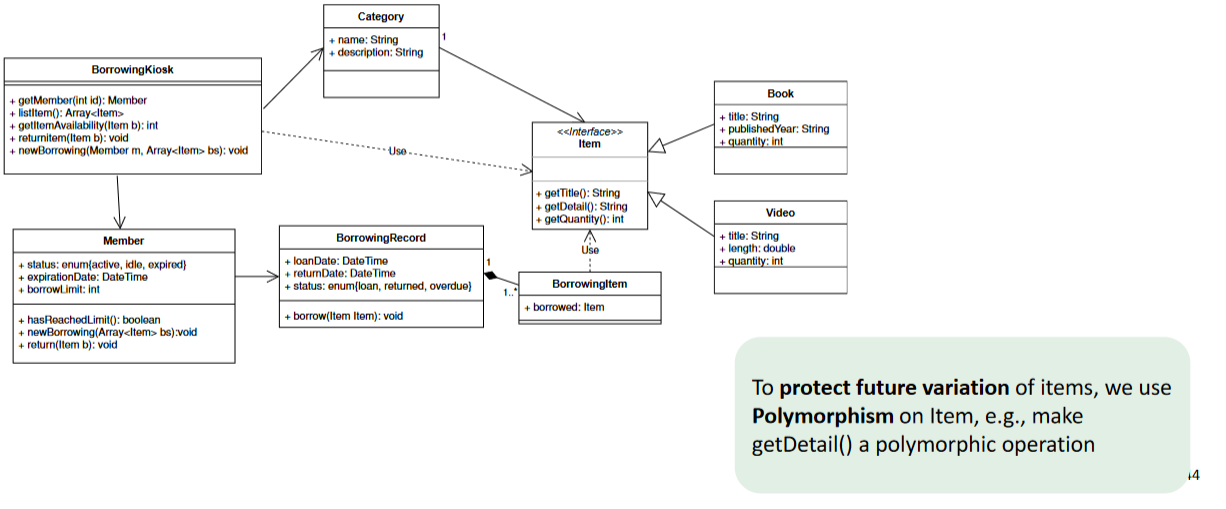 Category
+ name: String
+ description: String
1
BorrowingKiosk
+ getMember(int id): Member
+ listItem(): Array<Item>
+ getItemAvailability(Item b): int
+ returnitem(Item b): void
+ newBorrowing(Member m, Array<Item> bs): void
Use
<<Interface>>
Item
+ getTitle(): String
+ getDetail(): String
+ getQuantity(): int
Book
+ title: String
+ publishedYear: String
+ quantity: int
Video
+ title: String
+ length: double
+ quantity: int
Member
+ status: enum{active, idle, expired}
+ expirationDate: DateTime
+ borrowLimit: int
+ hasReachedLimit(): boolean
+ newBorrowing(Array<Item> bs):void
+ return(Item b): void
BorrowingRecord
+ loanDate: DateTime
+ returnDate: DateTime
+ status: enum{loan, returned, overdue}
+ borrow(Item Item): void
1
1..*
Use
BorrowingItem
+ borrowed: Item
To protect future variation of items, we use
Polymorphism on Item, e.g., make
getDetail() a polymorphic operation
44